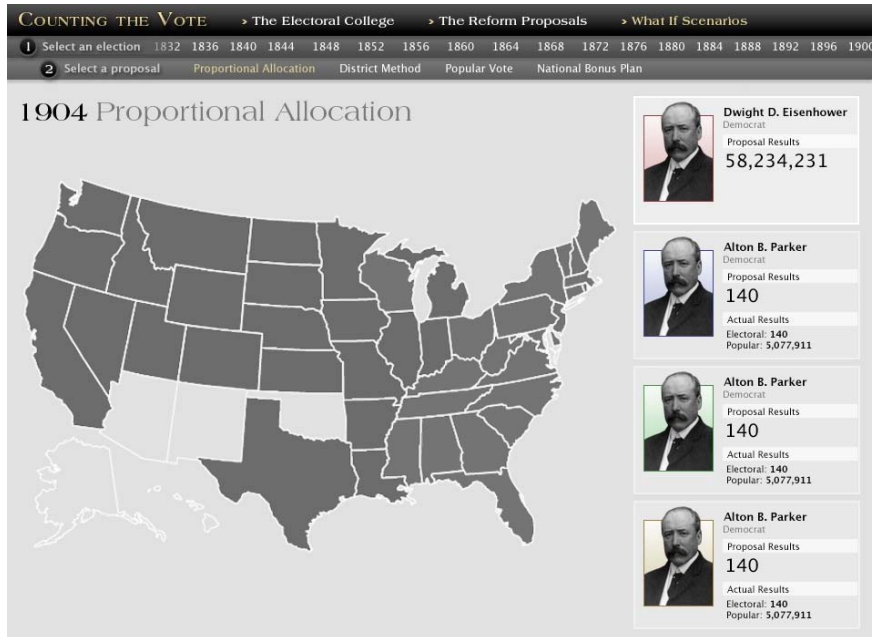 COUNTING THE VOTE > The Electoral College > The Reform Proposals > What If Scenarios
1 Select an election 1832 1836 1840 1844 1848 1852 1856 1860 1864 1868 1872 1876 1880 1884 1888 1892 1896 1900
2 Select a proposal Proportional Allocation District Method Popular Vote National Bonus Plan
1904 Proportional Allocation
Dwight D. Eisenhower
Democrat
Proposal Results
58,234,231
Alton B. Parker
Democrat
Proposal Results
140
Actual Results
Electoral: 140
Popular: 5,077,911
Alton B. Parker
Democrat
Proposal Results
140
Actual Results
Electoral: 140
Popular: 5,077,911
Alton B. Parker
Democrat
Proposal Results
140
Actual Results
Electoral: 140
Popular: 5,077,911